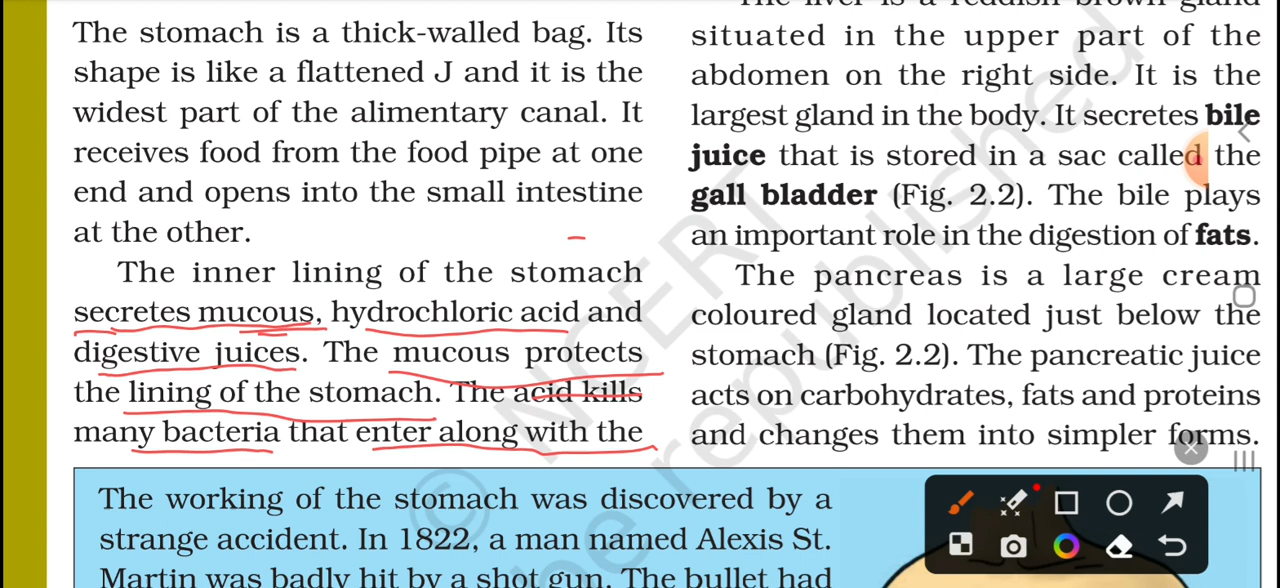 The stomach is a thick-walled bag. Its
shape is like a flattened J and it is the
widest part of the alimentary canal. It
receives food from the food pipe at one
end and opens into the small intestine
at the other.
The inner lining of the stomach
secretes mucous, hydrochloric acid and
digestive juices. The mucous protects
the lining of the stomach. The acid kills
many bacteria that enter along with the
The liver is a reddish brown gland
situated in the upper part of the
abdomen on the right side. It is the
largest gland in the body. It secretes bile
juice that is stored in a sac called the
gall bladder (Fig. 2.2). The bile plays
an important role in the digestion of fats.
The pancreas is a large cream
coloured gland located just below the
stomach (Fig. 2.2). The pancreatic juice
acts on carbohydrates, fats and proteins
and changes them into simpler forms.
The working of the stomach was discovered by a
strange accident. In 1822, a man named Alexis St.
Martin was badly hit by a shot gun. The bullet had
© NCERT
be republished